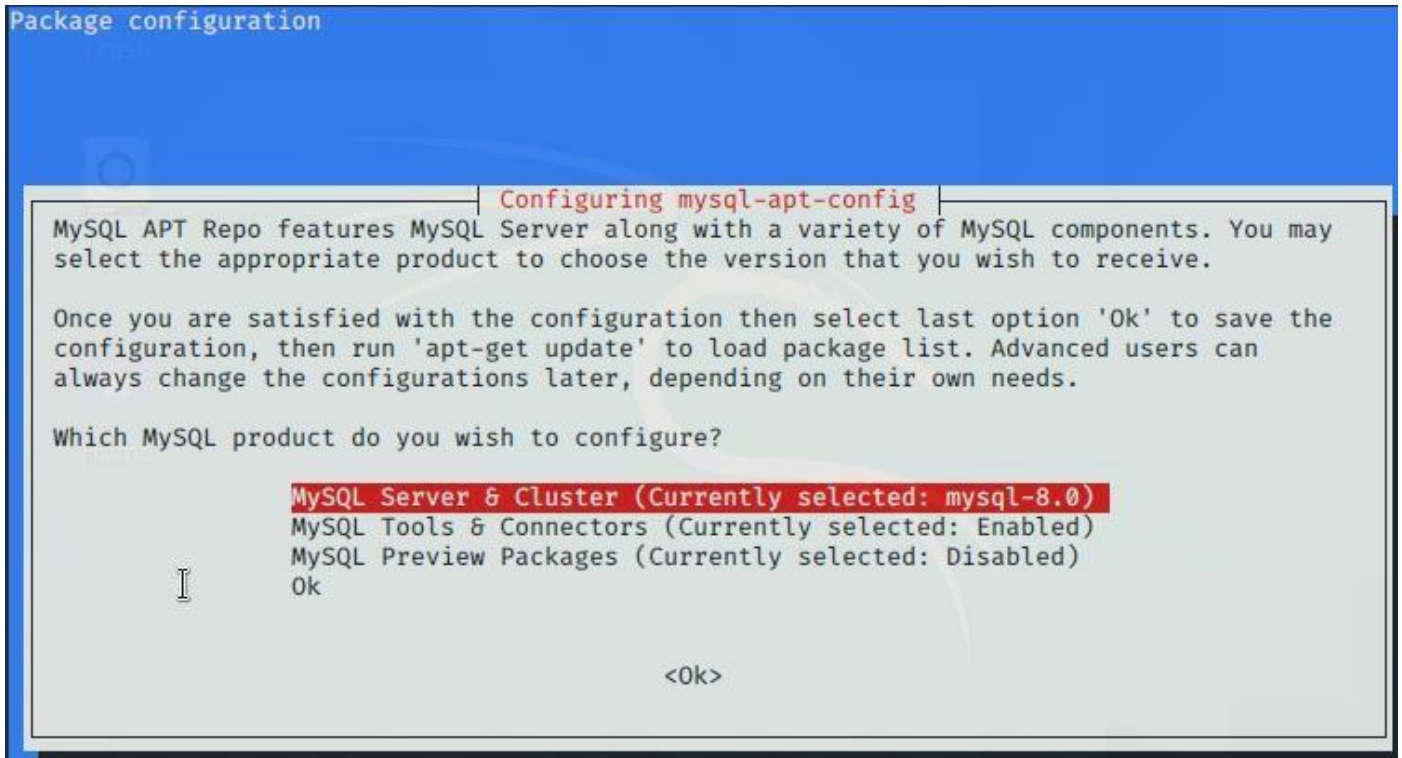 Package configuration
Configuring mysql-apt-config
MySQL APT Repo features MySQL Server along with a variety of MySQL components. You may
select the appropriate product to choose the version that you wish to receive.
Once you are satisfied with the configuration then select last option 'Ok' to save the
configuration, then run 'apt-get update' to load package list. Advanced users can
always change the configurations later, depending on their own needs.
Which MySQL product do you wish to configure?
MySQL Server & Cluster (Currently selected: mysql-8.0)
MySQL Tools & Connectors (Currently selected: Enabled)
MySQL Preview Packages (Currently selected: Disabled)
Ok
<Ok>